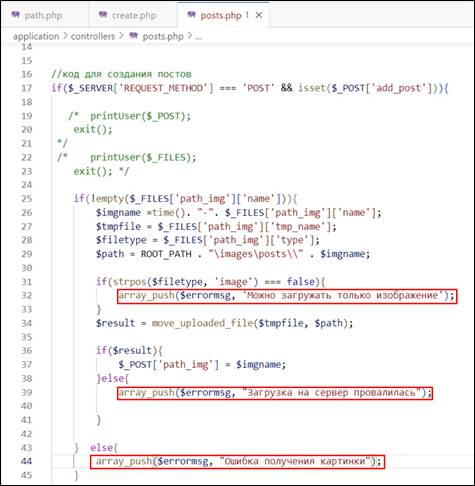 path.php
create.php
posts.php 1 ×
application > controllers > posts.php > ...
14
15
16 //код для создания постов
17 if($_SERVER['REQUEST_METHOD'] === 'POST' && isset($_POST['add_post'])){
18
19 /* printUser($_POST);
20 exit();
21 */
22 /* printUser($_FILES);
23 exit(); */
24
25 if(!empty($_FILES['path_img']['name'])){
26 $imgname =time(). "-". $_FILES['path_img']['name'];
27 $tmpfile = $_FILES['path_img']['tmp_name'];
28 $filetype = $_FILES['path_img']['type'];
29 $path = ROOT_PATH . "\images\posts\\" . $imgname;
30
31 if(strpos($filetype, 'image') === false){
32 array_push($errormsg, 'Можно загружать только изображение');
33 }
34 $result = move_uploaded_file($tmpfile, $path);
35
36 if($result){
37 $_POST['path_img'] = $imgname;
38 }else{
39 array_push($errormsg, "Загрузка на сервер провалилась");
40
41 }
42
43 } else{
44 array_push($errormsg, "Ошибка получения картинки");
45 }